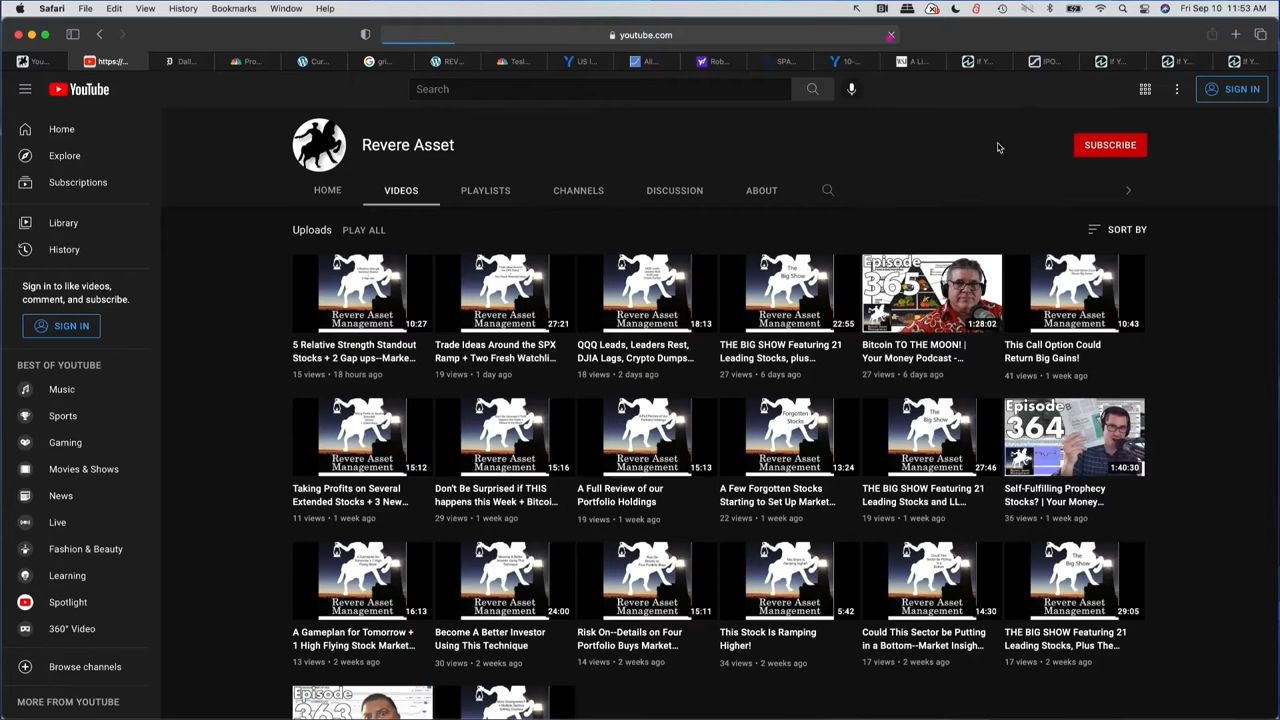 Safari File Edit View History Bookmarks Window Help Fri Sep 10 11:53 AM
youtube.com
You... https://... Dall... Pro... Cur... gri... REV... Tesl... US I... All... Rob... SPA... 10-... A Li... If Y... IPO... If Y... If Y... If Y...
YouTube Search SIGN IN
Home
Explore
Subscriptions
Library
History
Sign in to like videos,
comment, and subscribe.
SIGN IN
BEST OF YOUTUBE
Music
Sports
Gaming
Movies & Shows
News
Live
Fashion & Beauty
Learning
Spotlight
360° Video
Browse channels
MORE FROM YOUTUBE
Revere Asset SUBSCRIBE
HOME VIDEOS PLAYLISTS CHANNELS DISCUSSION ABOUT
Uploads PLAY ALL SORT BY
Revere Asset
Management 10:27
5 Relative Strength Standout
Stocks + 2 Gap ups--Marke...
15 views • 18 hours ago
Revere Asset
Management 27:21
Trade Ideas Around the SPX
Ramp + Two Fresh Watchli...
19 views • 1 day ago
Revere Asset
Management 18:13
QQQ Leads, Leaders Rest,
DJIA Lags, Crypto Dumps...
18 views • 2 days ago
The
Big Show
Revere Asset
Management 22:55
THE BIG SHOW Featuring 21
Leading Stocks, plus...
27 views • 6 days ago
Episode
365
1:28:02
Bitcoin TO THE MOON! |
Your Money Podcast -...
27 views • 6 days ago
Revere Asset
Management 10:43
This Call Option Could
Return Big Gains!
41 views • 1 week ago
Revere Asset
Management 15:12
Taking Profits on Several
Extended Stocks + 3 New...
11 views • 1 week ago
Revere Asset
Management 15:16
Don't Be Surprised if THIS
happens this Week + Bitcoi...
29 views • 1 week ago
Revere Asset
Management 15:13
A Full Review of our
Portfolio Holdings
19 views • 1 week ago
Forgotten
Stocks
Revere Asset
Management 13:24
A Few Forgotten Stocks
Starting to Set Up Market...
22 views • 1 week ago
The
Big Show
Revere Asset
Management 27:46
THE BIG SHOW Featuring 21
Leading Stocks and LL...
19 views • 1 week ago
Episode
364
1:40:30
Self-Fulfilling Prophecy
Stocks? | Your Money...
36 views • 1 week ago
Revere Asset
Management 16:13
A Gameplan for Tomorrow +
1 High Flying Stock Market...
13 views • 2 weeks ago
Revere Asset
Management 24:00
Become A Better Investor
Using This Technique
30 views • 2 weeks ago
Revere Asset
Management 15:11
Risk On--Details on Four
Portfolio Buys Market...
14 views • 2 weeks ago
Revere Asset
Management 5:42
This Stock Is Ramping
Higher!
34 views • 2 weeks ago
Revere Asset
Management 14:30
Could This Sector be Putting
in a Bottom--Market Insigh...
17 views • 2 weeks ago
The
Big Show
Revere Asset
Management 29:05
THE BIG SHOW Featuring 21
Leading Stocks, Plus The...
17 views • 2 weeks ago
Episode
363